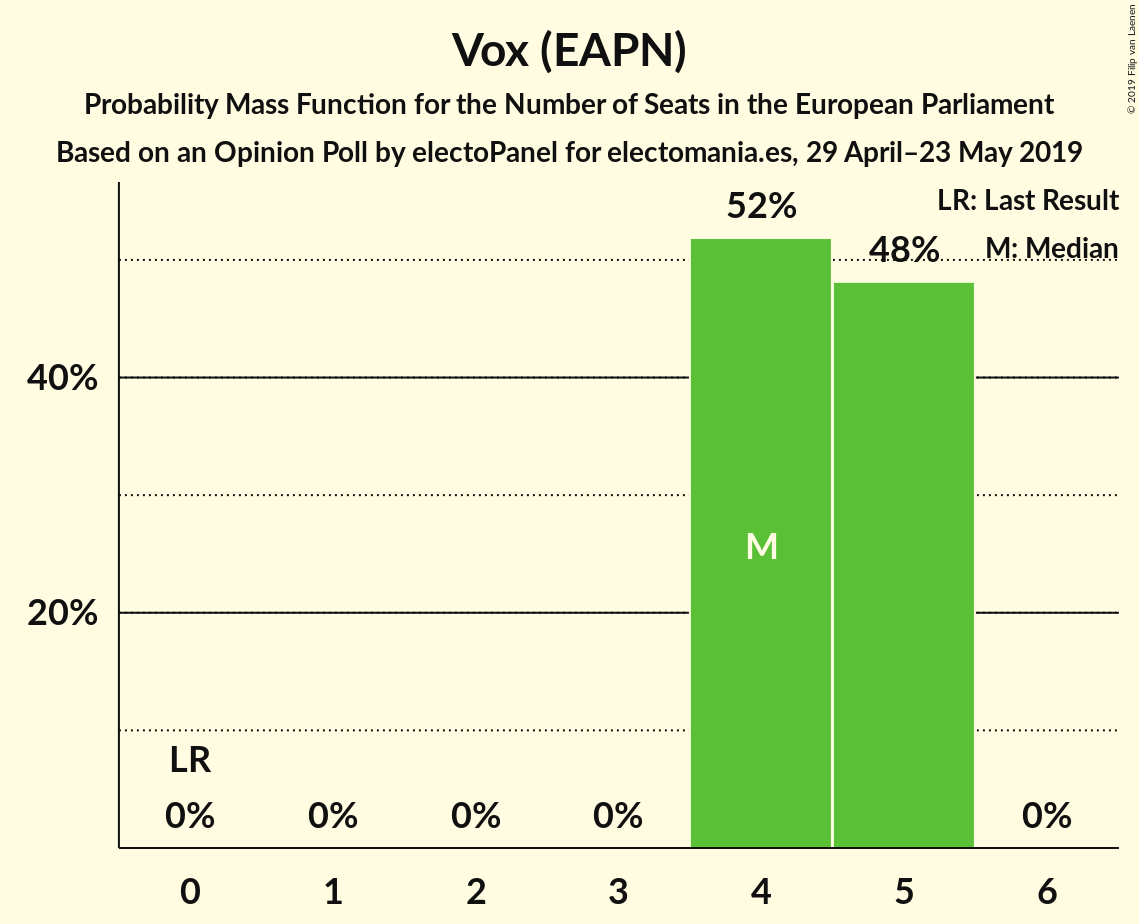 Vox (EAPN)
Probability Mass Function for the Number of Seats in the European Parliament
Based on an Opinion Poll by electoPanel for electomania.es, 29 April–23 May 2019
© 2019 Filip van Laenen
LR: Last Result
M: Median
52%
48%
40%
20%
M
LR
0% 0% 0% 0% 0%
0 1 2 3 4 5 6